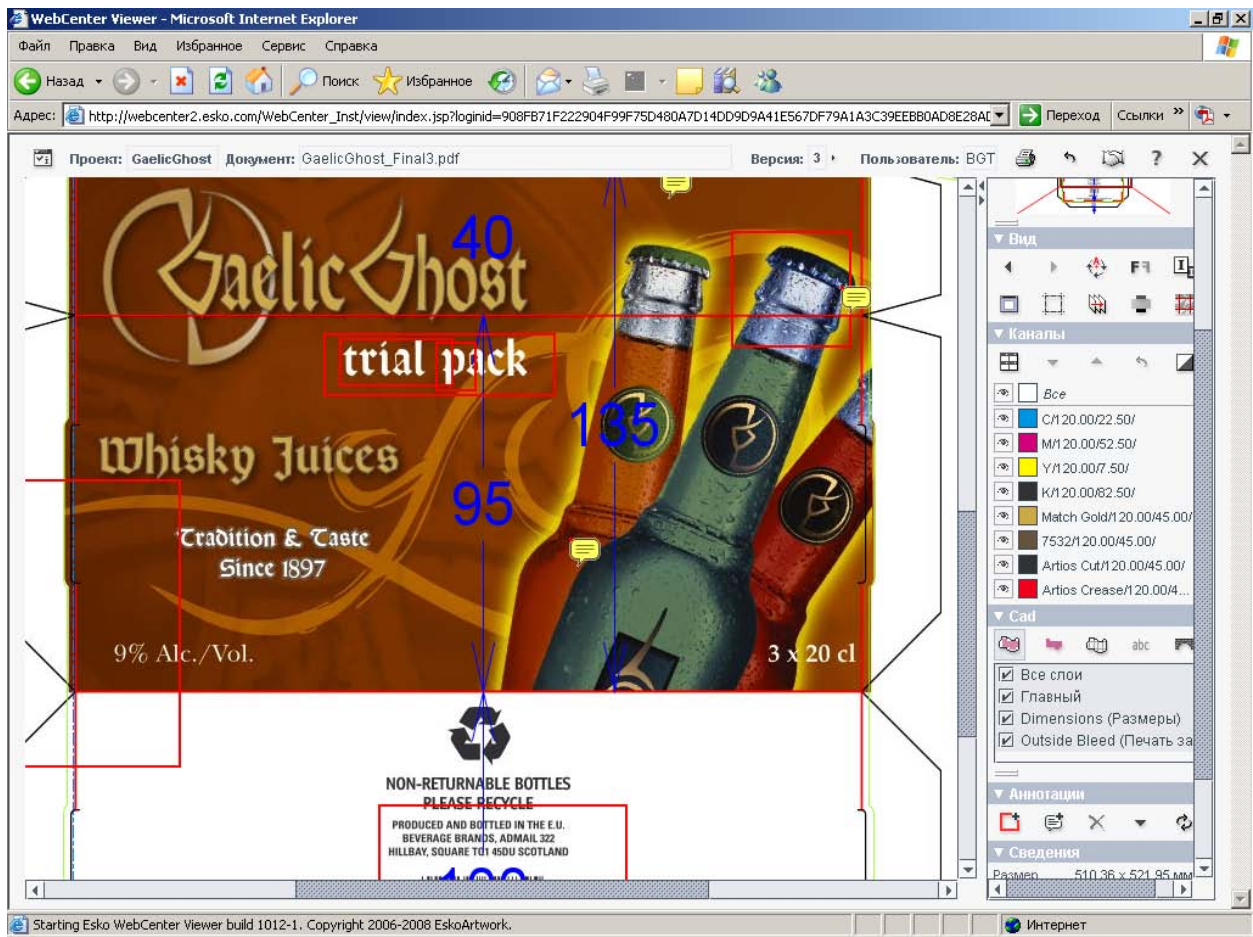 WebCenter Viewer - Microsoft Internet Explorer
Файл Правка Вид Избранное Сервис Справка
Назад Поиск Избранное
Адрес: http://webcenter2.esko.com/WebCenter_Inst/view/index.jsp?loginid=908FB71F222904F99F75D480A7D14DD9D9A41E567DF79A1A3C39EEBB0AD8E28AD Переход Ссылки »
Проект: GaelicGhost Документ: GaelicGhost_Final3.pdf Версия: 3 Пользователь: BGT
GaelicGhost
40
trial pack
135
Whisky Juices
95
Tradition & Taste
Since 1897
9% Alc./Vol.
3 x 20 cl
NON-RETURNABLE BOTTLES
PLEASE RECYCLE
PRODUCED AND BOTTLED IN THE E.U.
BEVERAGE BRANDS, ADMAIL 322
HILLBAY, SQUARE TO1 45DU SCOTLAND
Вид
Каналы
Все
C/120.00/22.50/
M/120.00/52.50/
Y/120.00/7.50/
K/120.00/82.50/
Match Gold/120.00/45.00/
7532/120.00/45.00/
Artios Cut/120.00/45.00/
Artios Crease/120.00/4...
Cad
abc
Все слои
Главный
Dimensions (Размеры)
Outside Bleed (Печать за
Аннотации
Сведения
Размер 510.36 x 521.95 мм
Starting Esko WebCenter Viewer build 1012-1. Copyright 2006-2008 EskoArtwork.
Интернет